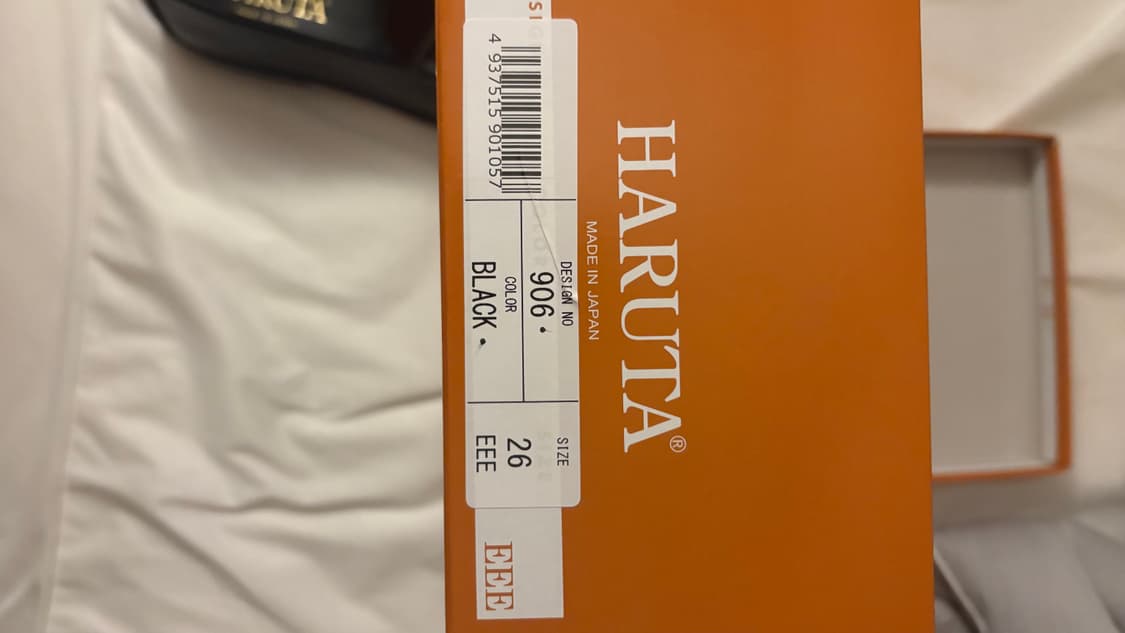 HARUTA®
MADE IN JAPAN
DESIGN NO
906
COLOR
BLACK
SIZE
26
EEE
4 937515 901057
EEE